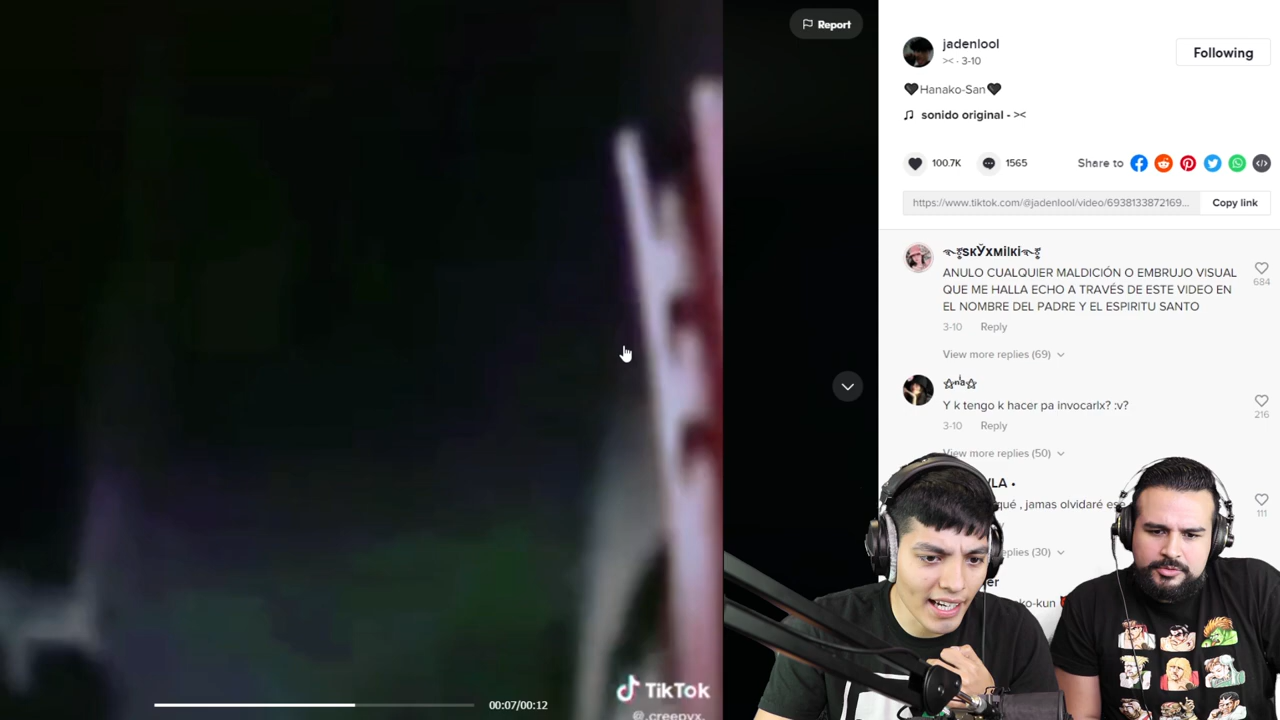 Report
jadenlool
>< · 3-10
Following
🖤Hanako-San🖤
♫ sonido original - ><
100.7K
1565
Share to
https://www.tiktok.com/@jadenlool/video/6938133872169...
Copy link
ANULO CUALQUIER MALDICIÓN O EMBRUJO VISUAL
QUE ME HALLA ECHO A TRAVÉS DE ESTE VIDEO EN
EL NOMBRE DEL PADRE Y EL ESPIRITU SANTO
684
3-10 Reply
View more replies (69)
Y k tengo k hacer pa invocarlx? :v?
216
3-10 Reply
View more replies (50)
, jamas olvidaré ese
111
(30)
00:07/00:12
TikTok
@.creepyx.